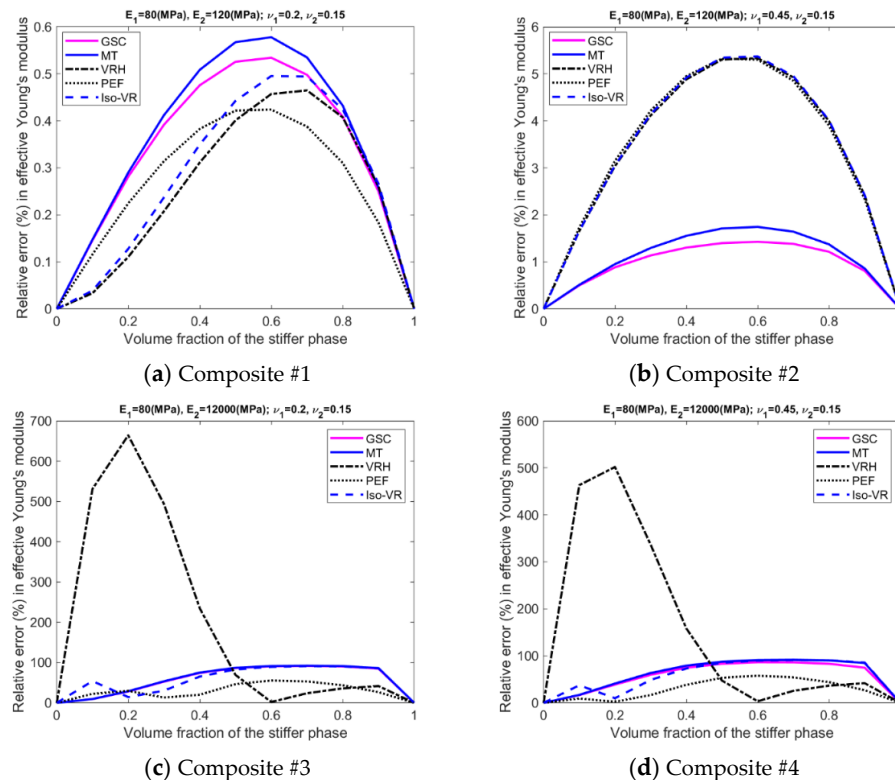 E1=80(MPa), E2=120(MPa); ν1=0.2, ν2=0.15
Relative error (%) in effective Young's modulus
0.6
0.5
0.4
0.3
0.2
0.1
0
GSC
MT
VRH
PEF
Iso-VR
0 0.2 0.4 0.6 0.8 1
Volume fraction of the stiffer phase
(a) Composite #1
E1=80(MPa), E2=120(MPa); ν1=0.45, ν2=0.15
Relative error (%) in effective Young's modulus
6
5
4
3
2
1
0
GSC
MT
VRH
PEF
Iso-VR
0 0.2 0.4 0.6 0.8
Volume fraction of the stiffer phase
(b) Composite #2
E1=80(MPa), E2=12000(MPa); ν1=0.2, ν2=0.15
Relative error (%) in effective Young's modulus
700
600
500
400
300
200
100
0
GSC
MT
VRH
PEF
Iso-VR
0 0.2 0.4 0.6 0.8 1
Volume fraction of the stiffer phase
(c) Composite #3
E1=80(MPa), E2=12000(MPa); ν1=0.45, ν2=0.15
Relative error (%) in effective Young's modulus
600
500
400
300
200
100
0
GSC
MT
VRH
PEF
Iso-VR
0 0.2 0.4 0.6 0.8
Volume fraction of the stiffer phase
(d) Composite #4